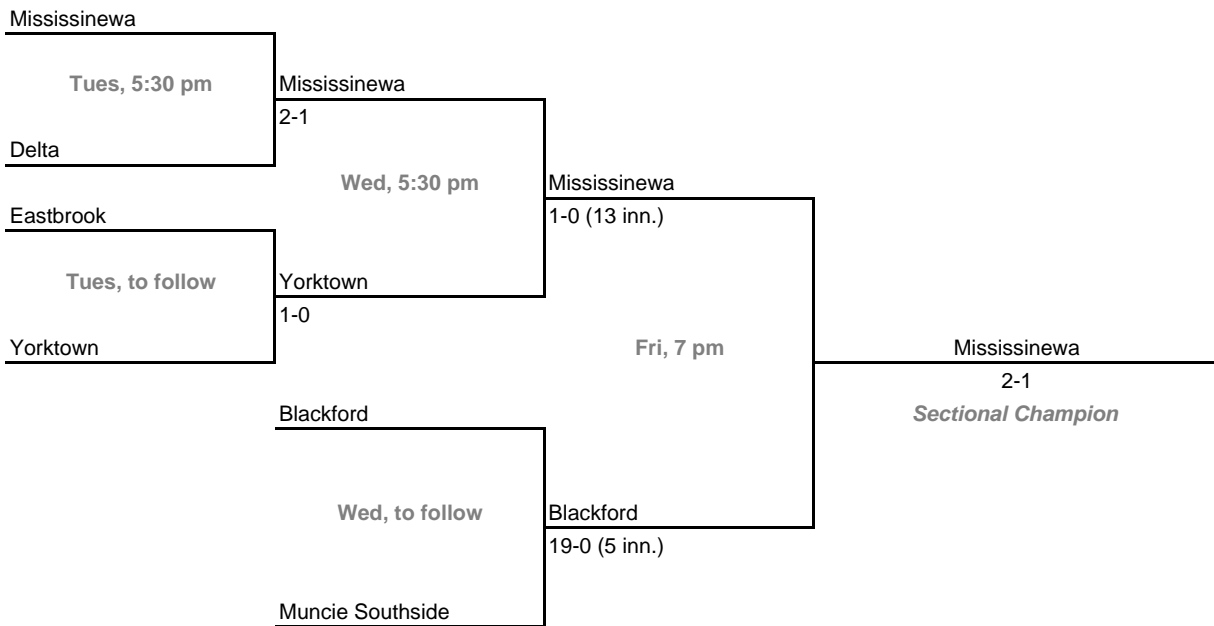 Mississinewa
Tues, 5:30 pm
Mississinewa
2-1
Delta
Wed, 5:30 pm
Mississinewa
Eastbrook
1-0 (13 inn.)
Tues, to follow
Yorktown
1-0
Yorktown
Fri, 7 pm
Mississinewa
2-1
Blackford
Sectional Champion
Wed, to follow
Blackford
19-0 (5 inn.)
Muncie Southside